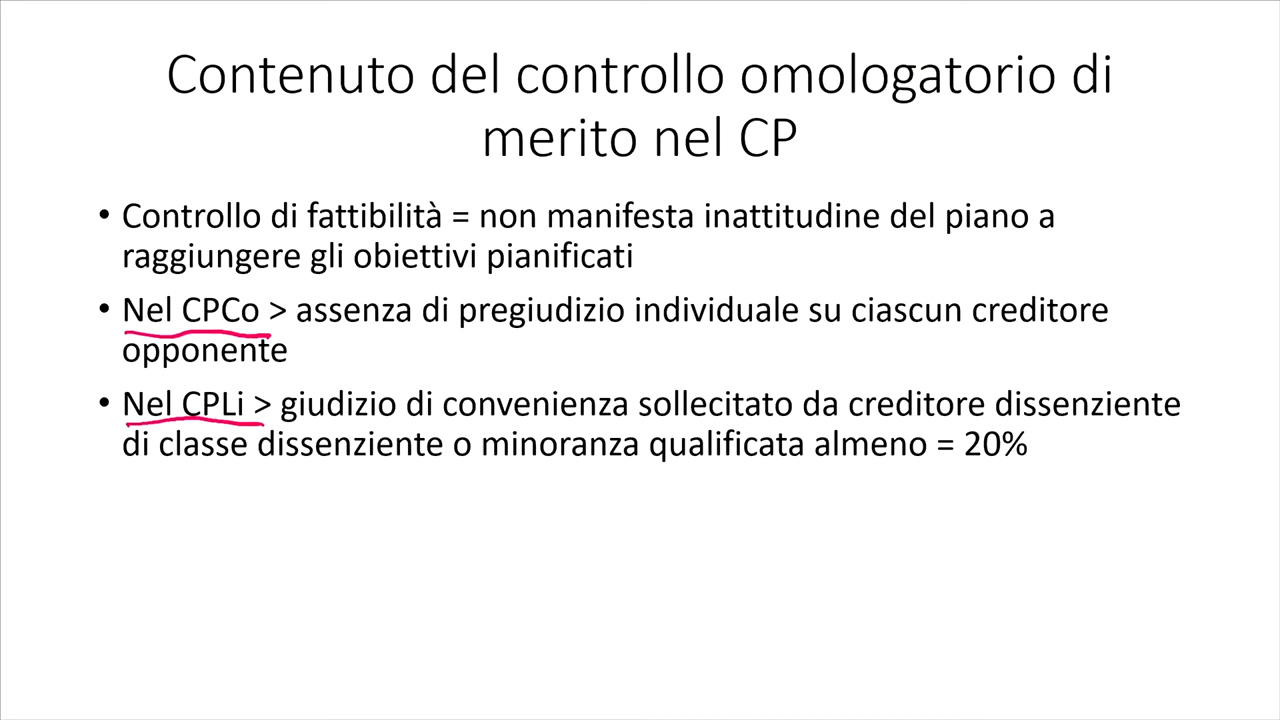 Contenuto del controllo omologatorio di
merito nel CP
• Controllo di fattibilità = non manifesta inattitudine del piano a
raggiungere gli obiettivi pianificati
• Nel CPCo > assenza di pregiudizio individuale su ciascun creditore
opponente
• Nel CPLi > giudizio di convenienza sollecitato da creditore dissenziente
di classe dissenziente o minoranza qualificata almeno = 20%